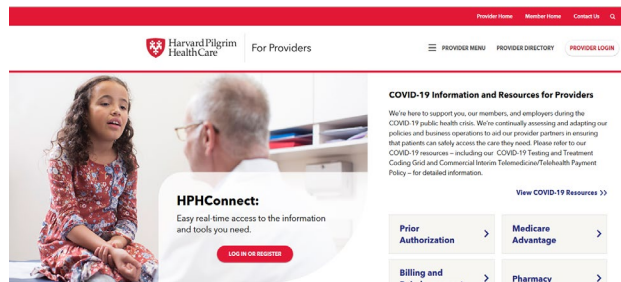 Provider Home Member Home Contact Us
Harvard Pilgrim
HealthCare
For Providers
PROVIDER MENU PROVIDER DIRECTORY PROVIDER LOGIN
HPHConnect:
Easy real-time access to the information
and tools you need.
LOG IN OR REGISTER
COVID-19 Information and Resources for Providers
We're here to support you, our members, and employers during the
COVID-19 public health crisis. We're continually assessing and adapting our
policies and business operations to aid our provider partners in ensuring
that patients can safely access the care they need. Please refer to our
COVID-19 resources – including our COVID-19 Testing and Treatment
Coding Grid and Commercial Interim Telemedicine/Telehealth Payment
Policy – for detailed information.
View COVID-19 Resources >>
Prior
Authorization
Medicare
Advantage
Billing and
Pharmacy